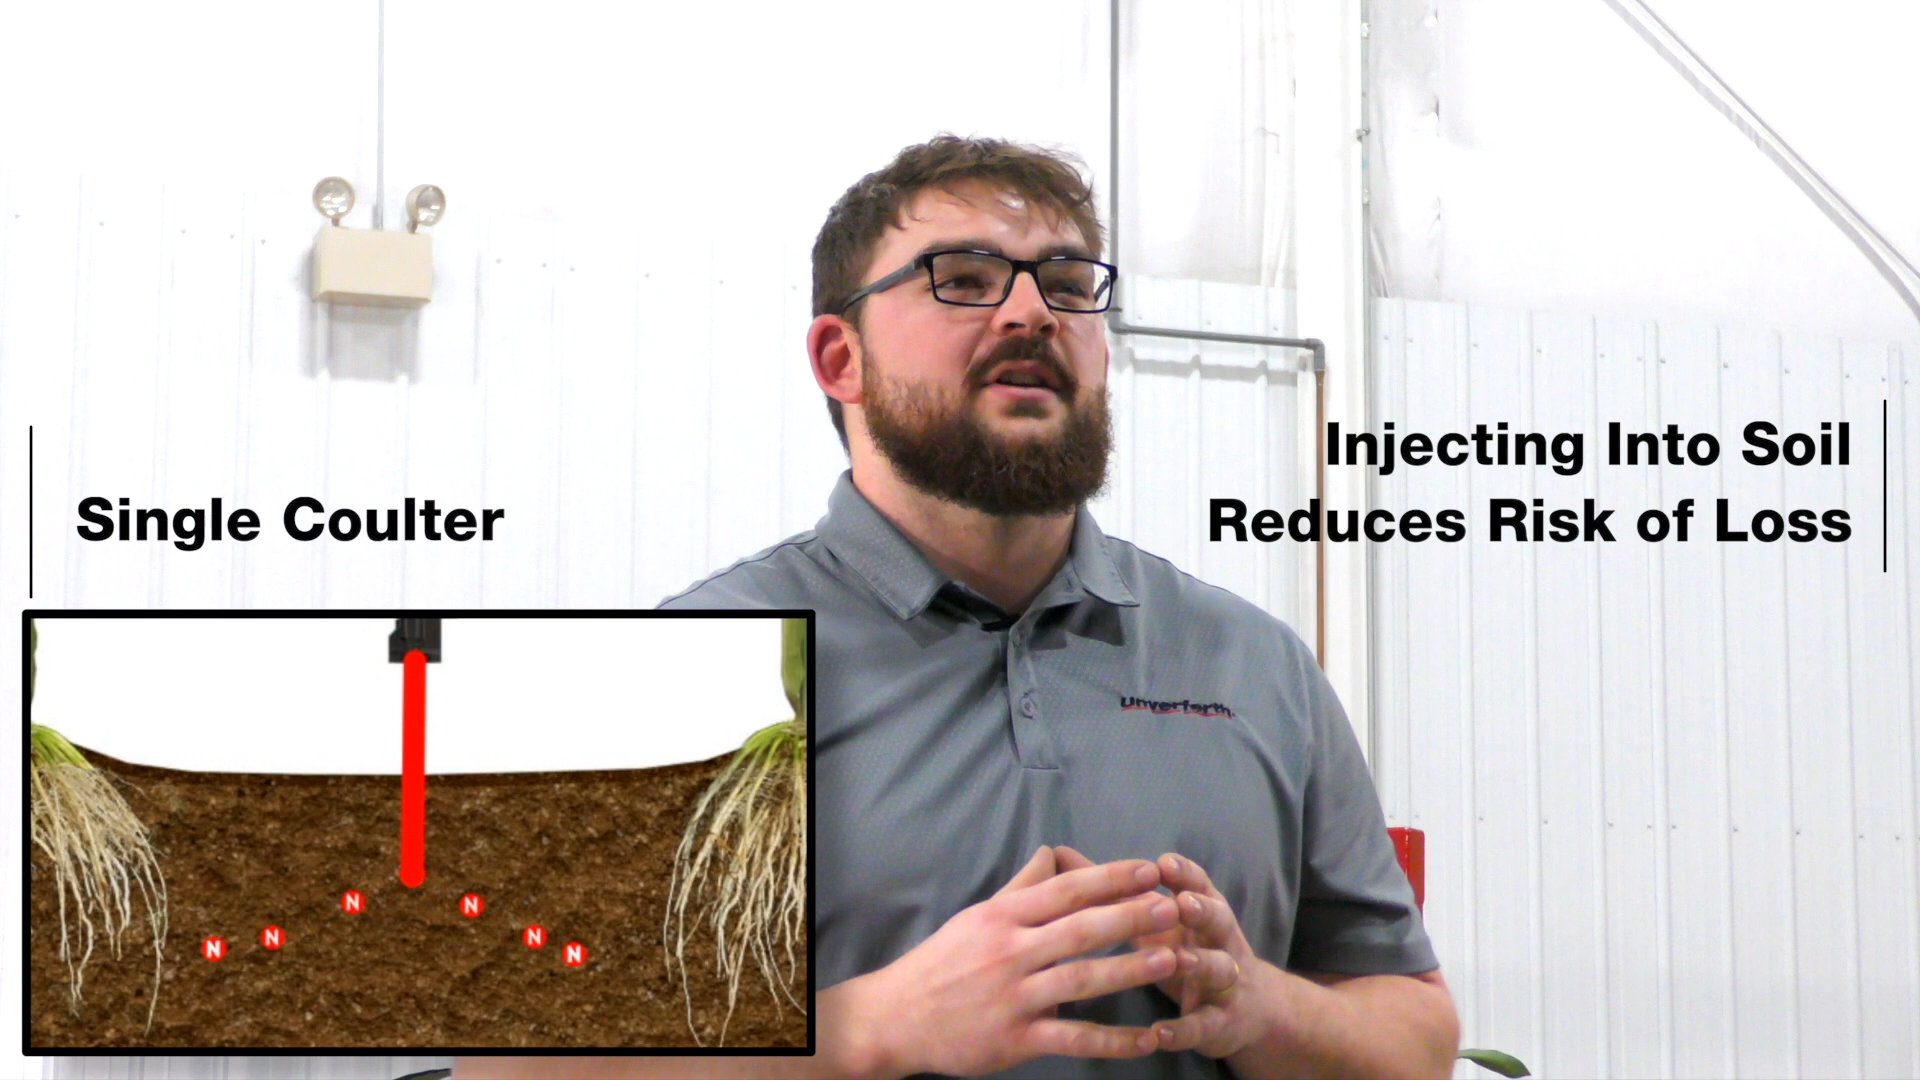 Single Coulter
Injecting Into Soil
Reduces Risk of Loss
unverferth.
N
N
N
N
N
N